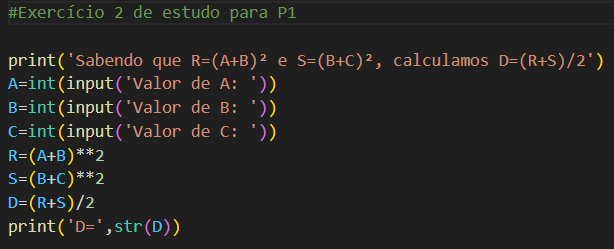 #Exercício 2 de estudo para P1
print('Sabendo que R=(A+B)² e S=(B+C)², calculamos D=(R+S)/2')
A=int(input('Valor de A: '))
B=int(input('Valor de B: '))
C=int(input('Valor de C: '))
R=(A+B)**2
S=(B+C)**2
D=(R+S)/2
print('D=',str(D))